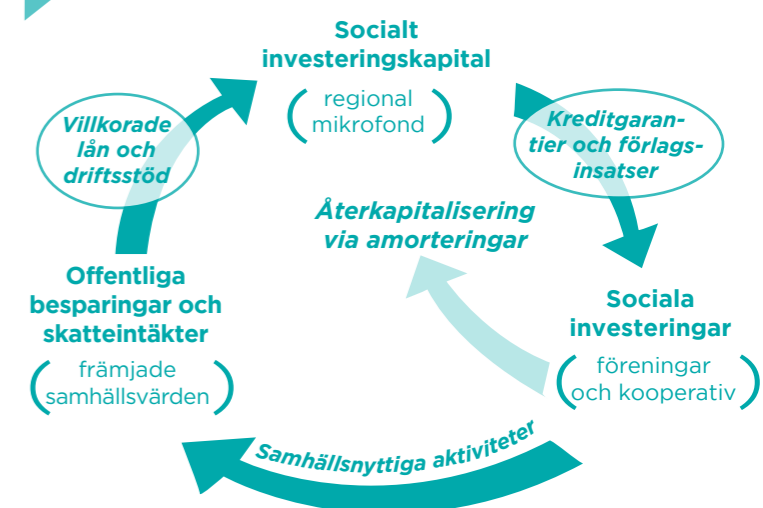 Socialt
investeringskapital
(regional
mikrofond)
Villkorade
lån och
driftsstöd
Kreditgaran-
tier och förlags-
insatser
Återkapitalisering
via amorteringar
Offentliga
besparingar och
skatteintäkter
(främjade
samhällsvärden)
Sociala
investeringar
(föreningar
och kooperativ)
Samhällsnyttiga aktiviteter